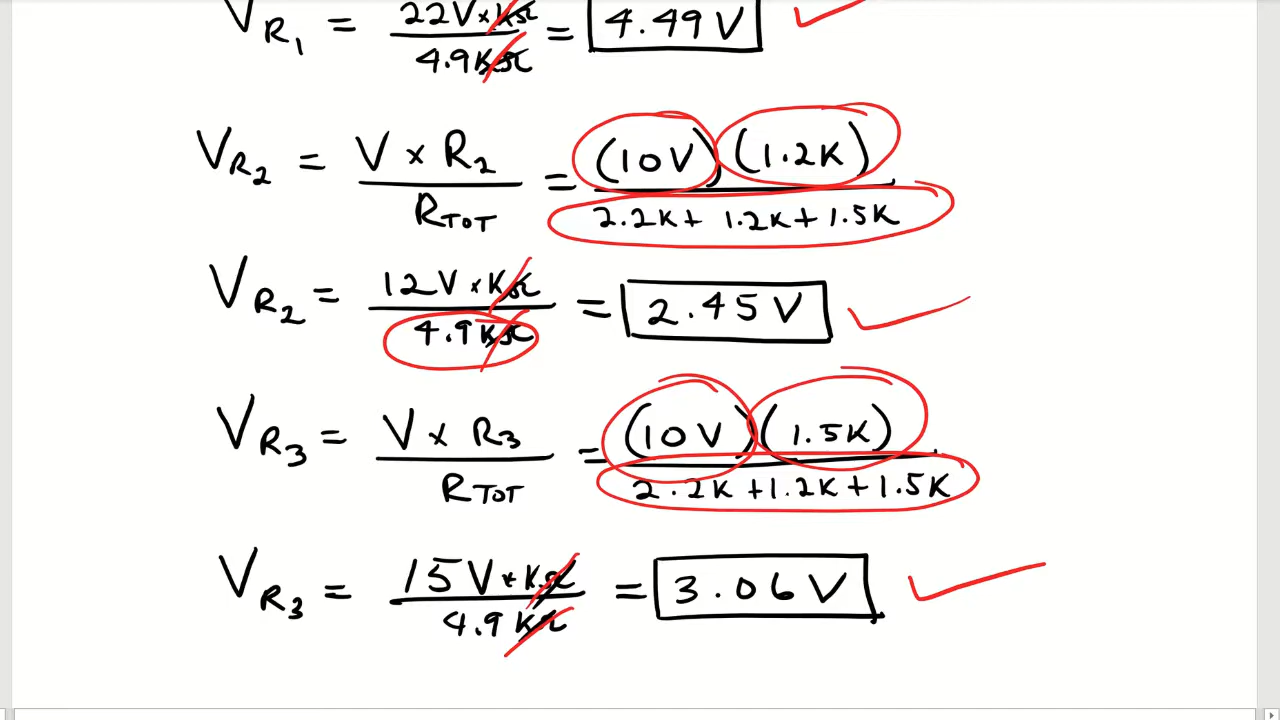 V_R1 = 22V×KΩ / 4.9KΩ = 4.49V
V_R2 = V × R2 / R_TOT = (10V)(1.2K) / 2.2K + 1.2K + 1.5K
V_R2 = 12V × KΩ / 4.9KΩ = 2.45V
V_R3 = V × R3 / R_TOT = (10V)(1.5K) / 2.2K + 1.2K + 1.5K
V_R3 = 15V × KΩ / 4.9KΩ = 3.06V